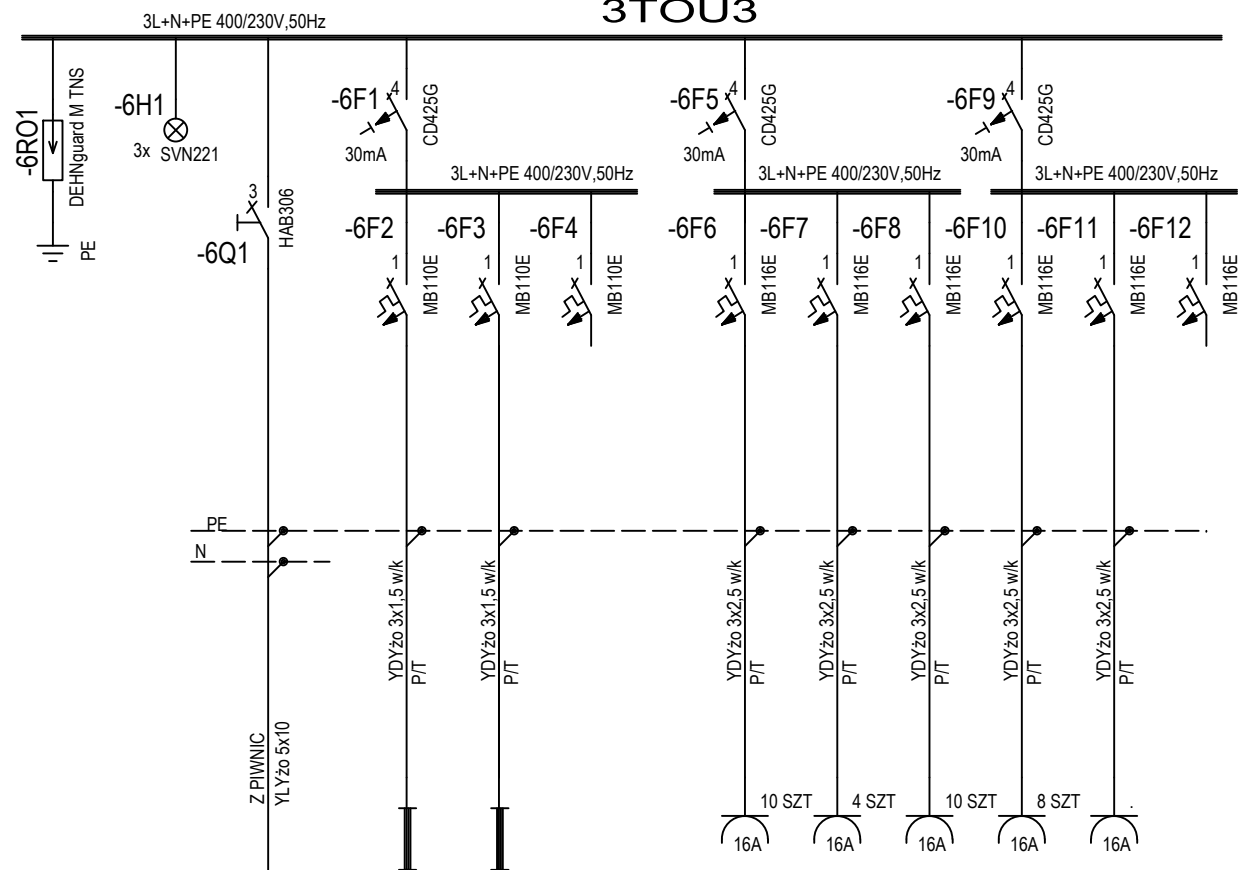 3TOU3
3L+N+PE 400/230V,50Hz
-6RO1
DEHNguard M TNS
PE
-6H1
3x SVN221
3
HAB306
-6Q1
-6F1
4
CD425G
30mA
-6F5
4
CD425G
30mA
-6F9
4
CD425G
30mA
3L+N+PE 400/230V,50Hz
3L+N+PE 400/230V,50Hz
3L+N+PE 400/230V,50Hz
-6F2
1
MB110E
-6F3
1
MB110E
-6F4
1
MB110E
-6F6
1
MB116E
-6F7
1
MB116E
-6F8
1
MB116E
-6F10
1
MB116E
-6F11
1
MB116E
-6F12
1
MB116E
PE
N
Z PIWNIC
YLYżo 5x10
YDYżo 3x1,5 w/k
P/T
YDYżo 3x1,5 w/k
P/T
YDYżo 3x2,5 w/k
P/T
YDYżo 3x2,5 w/k
P/T
YDYżo 3x2,5 w/k
P/T
YDYżo 3x2,5 w/k
P/T
YDYżo 3x2,5 w/k
P/T
10 SZT
4 SZT
10 SZT
8 SZT
.
16A
16A
16A
16A
16A